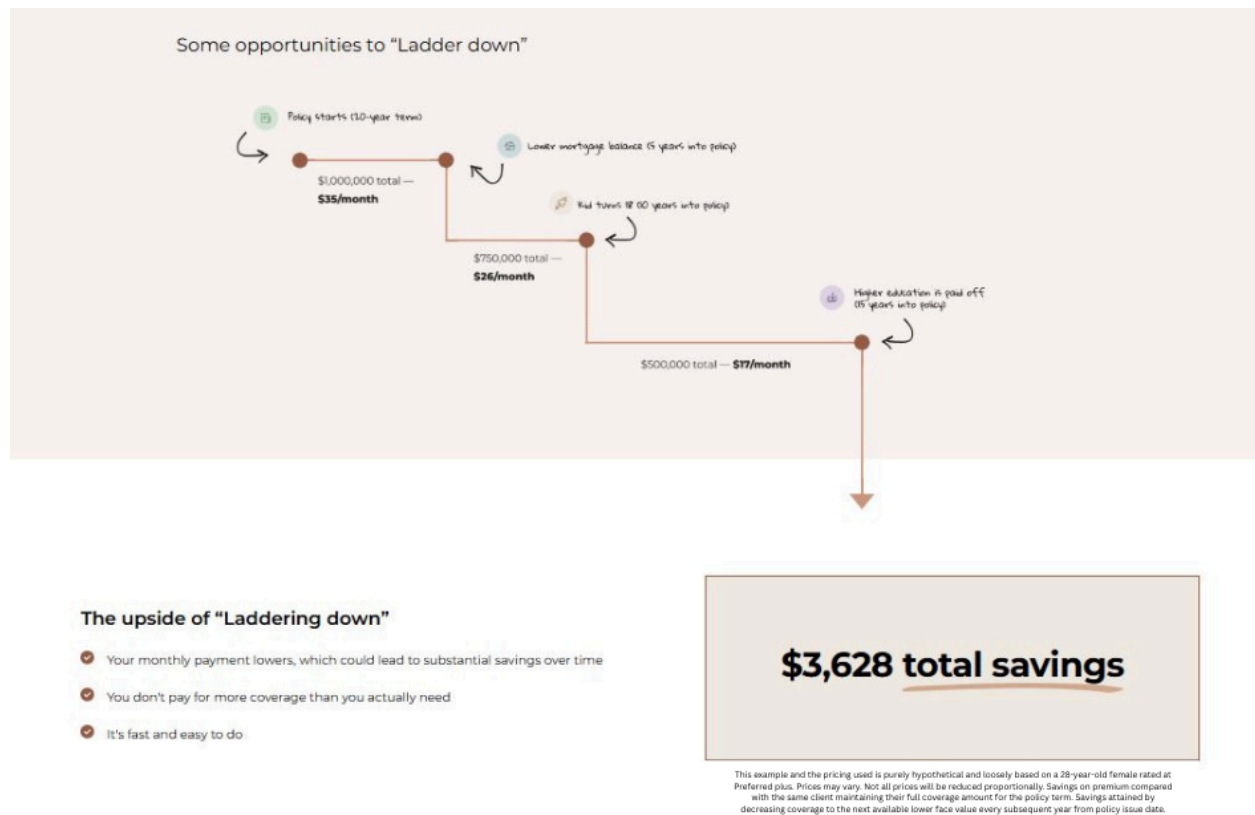 Some opportunities to “Ladder down”
Policy starts (20-year term)
Lower mortgage balance (5 years into policy)
$1,000,000 total —
$35/month
Kid turns 18 (10 years into policy)
$750,000 total —
$26/month
Higher education is paid off
(15 years into policy)
$500,000 total — $17/month
The upside of “Laddering down”
Your monthly payment lowers, which could lead to substantial savings over time
You don't pay for more coverage than you actually need
It's fast and easy to do
$3,628 total savings
This example and the pricing used is purely hypothetical and loosely based on a 28-year-old female rated at
Preferred plus. Prices may vary. Not all prices will be reduced proportionally. Savings on premium compared
with the same client maintaining their full coverage amount for the policy term. Savings attained by
decreasing coverage to the next available lower face value every subsequent year from policy issue date.